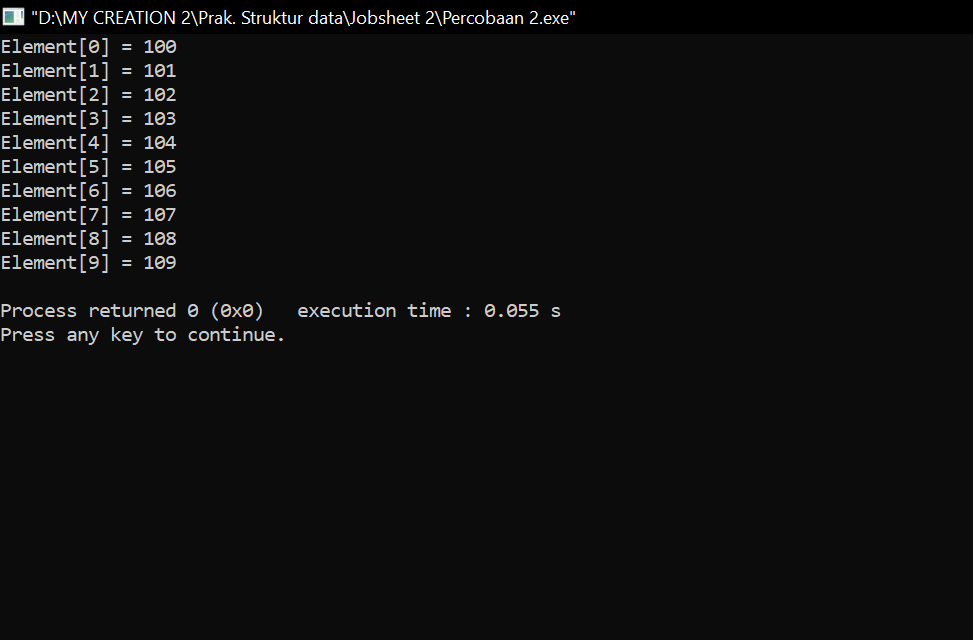 "D:\MY CREATION 2\Prak. Struktur data\Jobsheet 2\Percobaan 2.exe"
Element[0] = 100
Element[1] = 101
Element[2] = 102
Element[3] = 103
Element[4] = 104
Element[5] = 105
Element[6] = 106
Element[7] = 107
Element[8] = 108
Element[9] = 109
Process returned 0 (0x0)   execution time : 0.055 s
Press any key to continue.